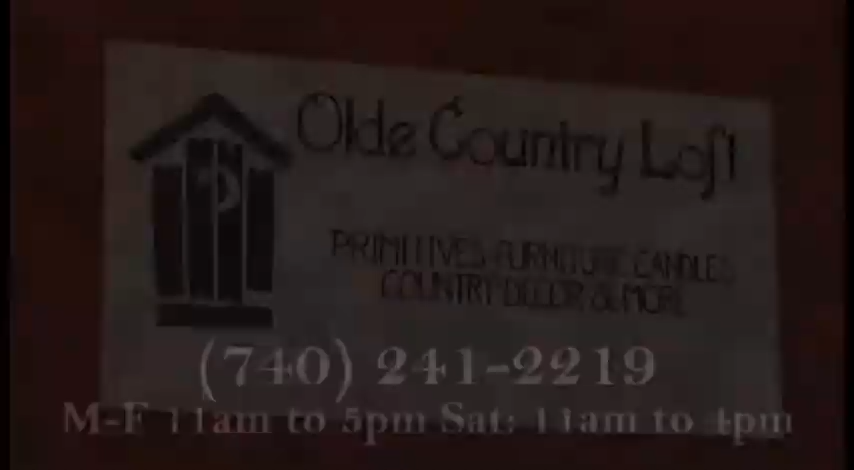 Olde Country Loft
PRIMITIVES FURNITURE CANDLES
COUNTRY DECOR & MORE
(740) 241-2219
M-F 11am to 5pm Sat: 11am to 4pm